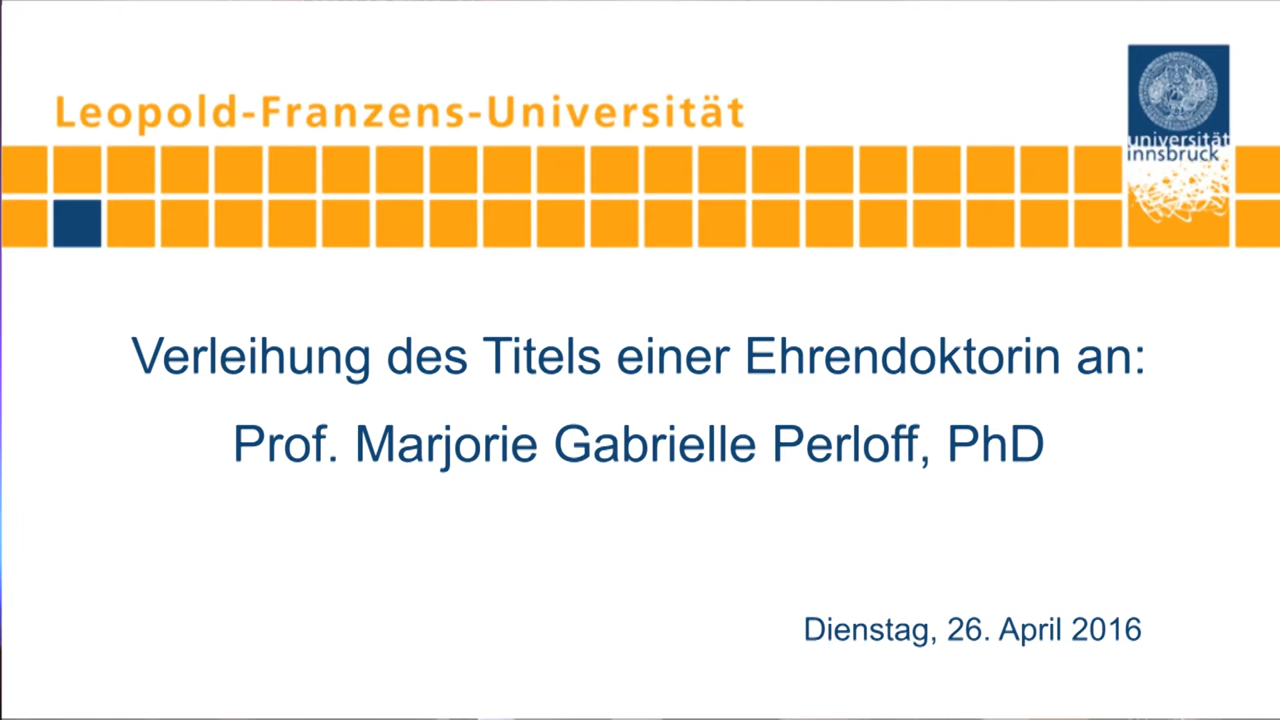 Leopold-Franzens-Universität
universität
innsbruck
Verleihung des Titels einer Ehrendoktorin an:
Prof. Marjorie Gabrielle Perloff, PhD
Dienstag, 26. April 2016